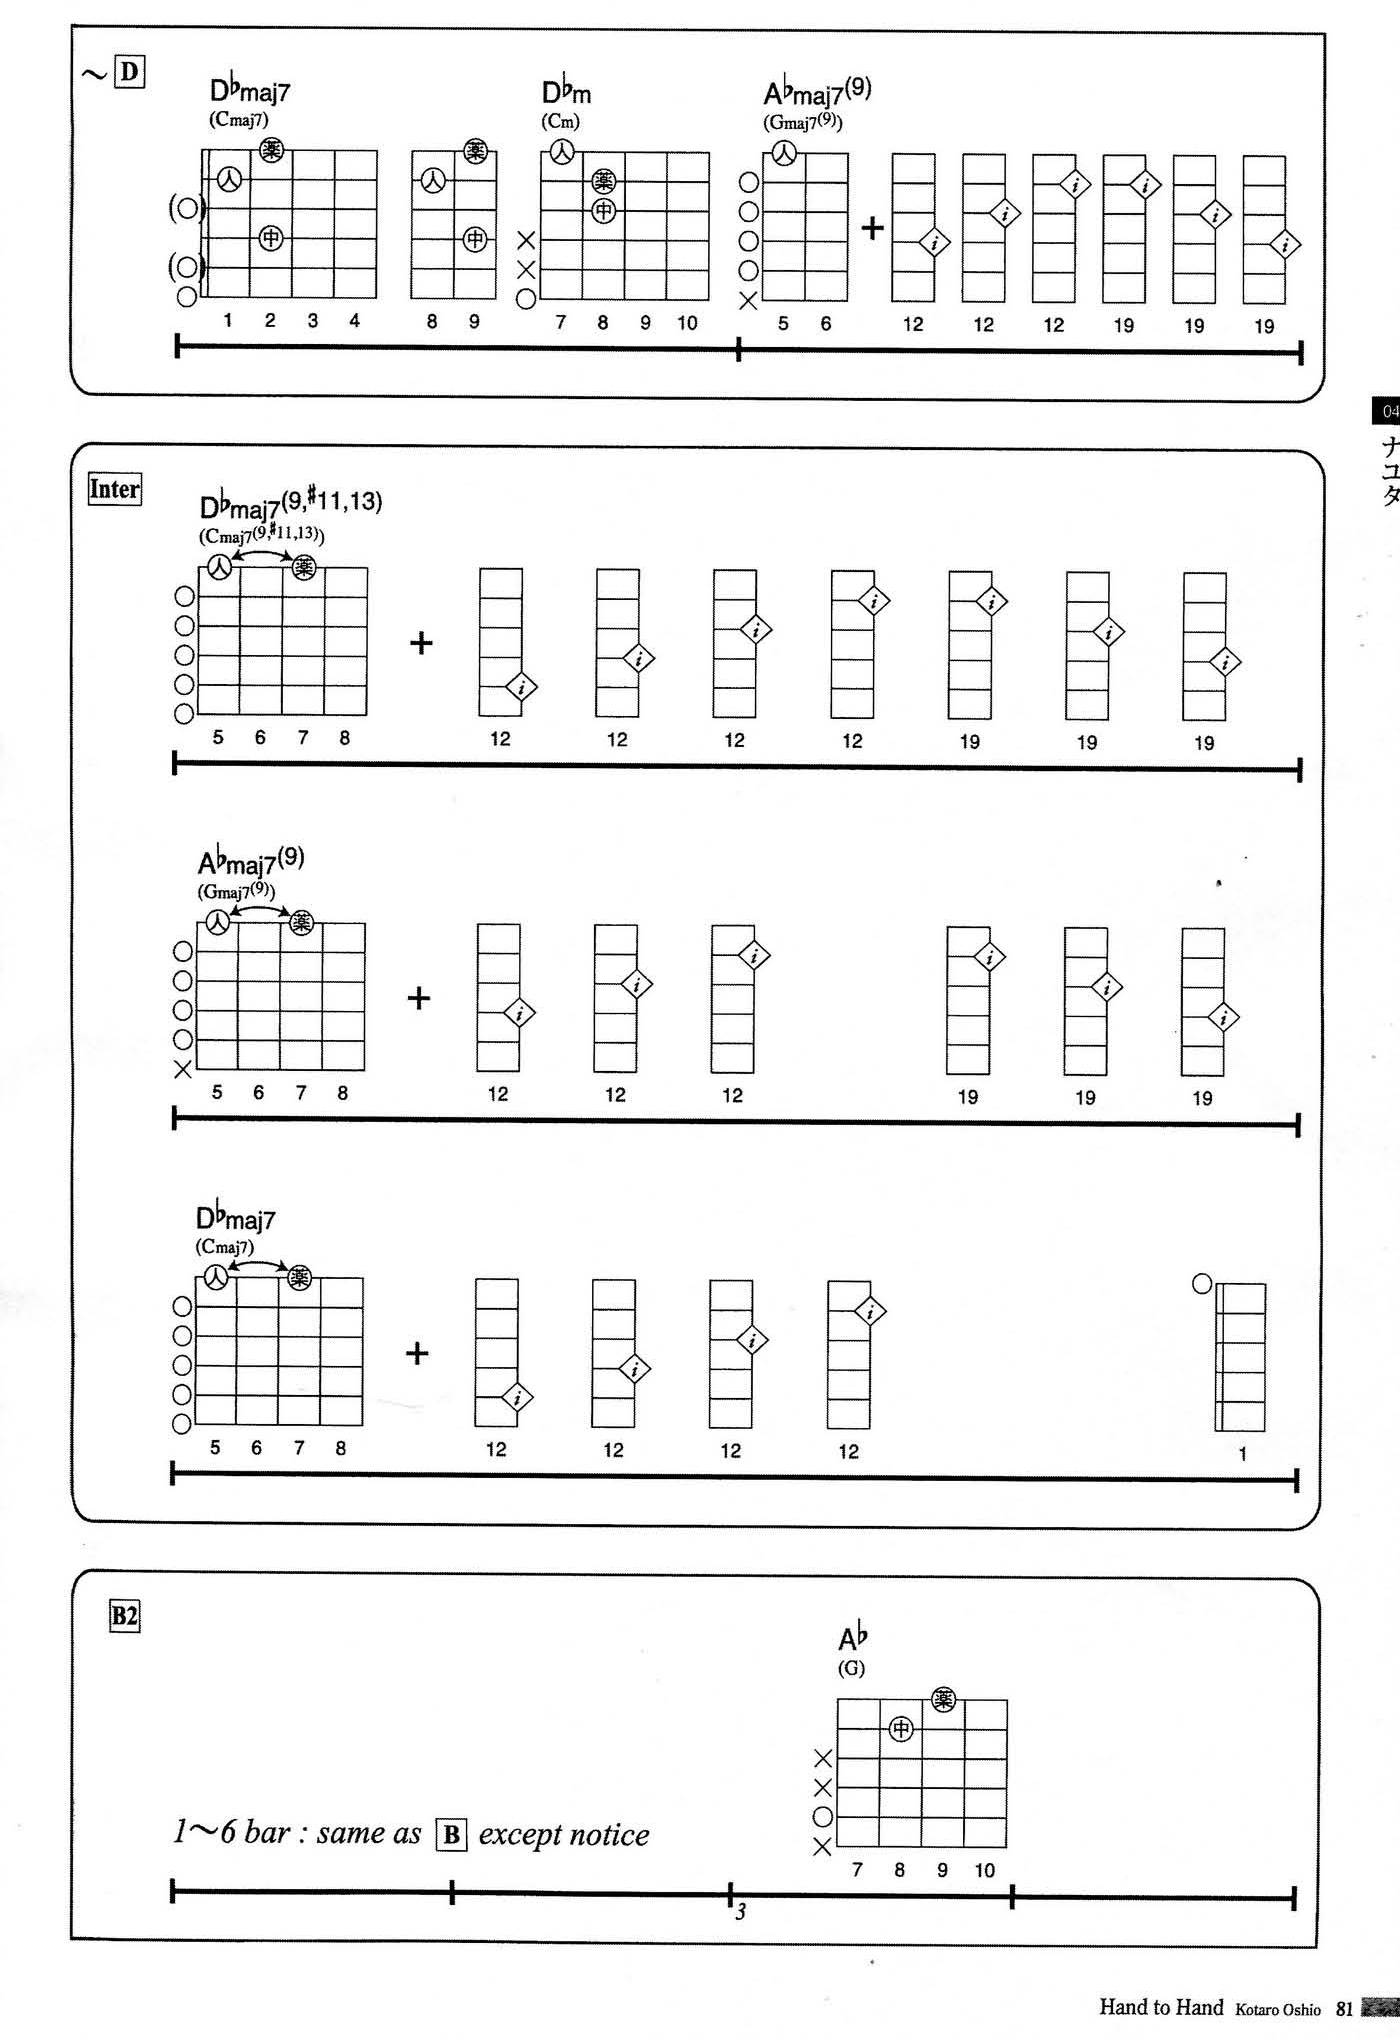 ～ D
D♭maj7 D♭m A♭maj7(9)
(Cmaj7) (Cm) (Gmaj7(9))
薬 薬 人 人
人 人 薬 i i
中 i i
中 中 + i i
1 2 3 4 8 9 7 8 9 10 5 6 12 12 12 19 19 19
04
ナユタ
Inter
D♭maj7(9,#11,13)
(Cmaj7(9,#11,13))
人 薬
i i
i i
+ i i
i
5 6 7 8 12 12 12 12 19 19 19
A♭maj7(9)
(Gmaj7(9))
人 薬
i i
i i
+ i i
5 6 7 8 12 12 12 19 19 19
D♭maj7
(Cmaj7)
人 薬
i
i
+ i
i
5 6 7 8 12 12 12 12 1
B2
A♭
(G)
薬
中
1～6 bar : same as B except notice
7 8 9 10
3
Hand to Hand Kotaro Oshio 81